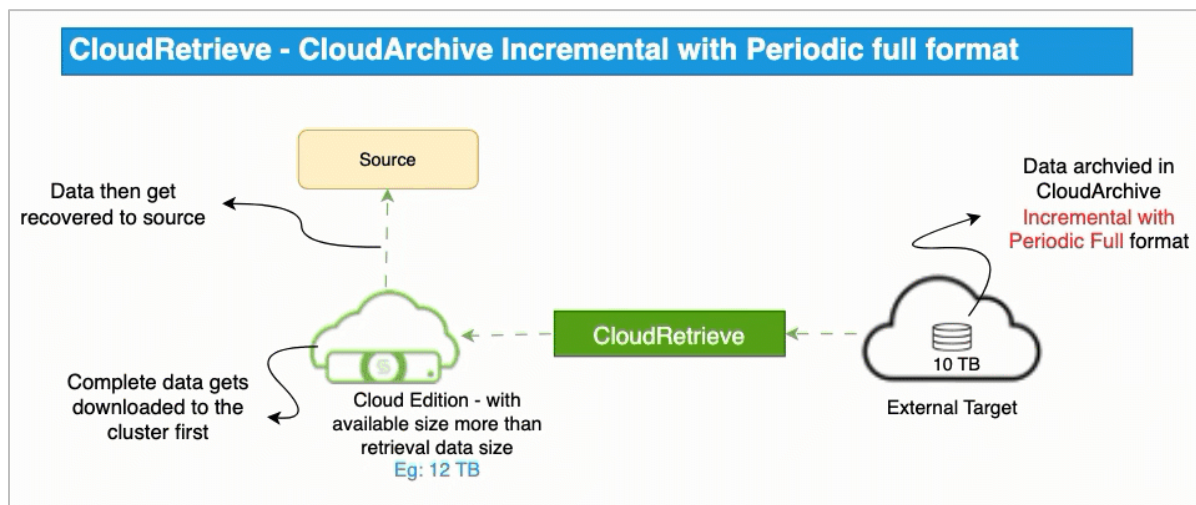 CloudRetrieve - CloudArchive Incremental with Periodic full format
Source
Data then get
recovered to source
Data archvied in
CloudArchive
Incremental with
Periodic Full format
CloudRetrieve
10 TB
External Target
Complete data gets
downloaded to the
cluster first
Cloud Edition - with
available size more than
retrieval data size
Eg: 12 TB